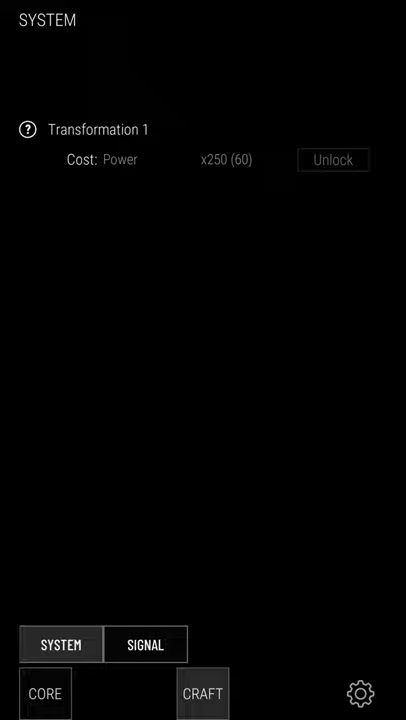 SYSTEM
? Transformation 1
Cost: Power x250 (60) Unlock
SYSTEM SIGNAL
CORE CRAFT